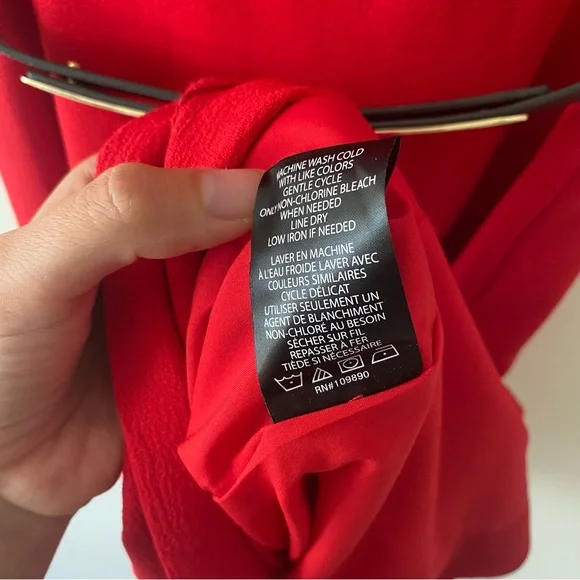 MACHINE WASH COLD
WITH LIKE COLORS
GENTLE CYCLE
ONLY NON-CHLORINE BLEACH
WHEN NEEDED
LINE DRY
LOW IRON IF NEEDED
LAVER EN MACHINE
À L'EAU FROIDE LAVER AVEC
COULEURS SIMILAIRES
CYCLE DÉLICAT
UTILISER SEULEMENT UN
AGENT DE BLANCHIMENT
NON-CHLORÉ AU BESOIN
SÉCHER SUR FIL
REPASSER À FER
TIÈDE SI NÉCESSAIRE
RN#109890